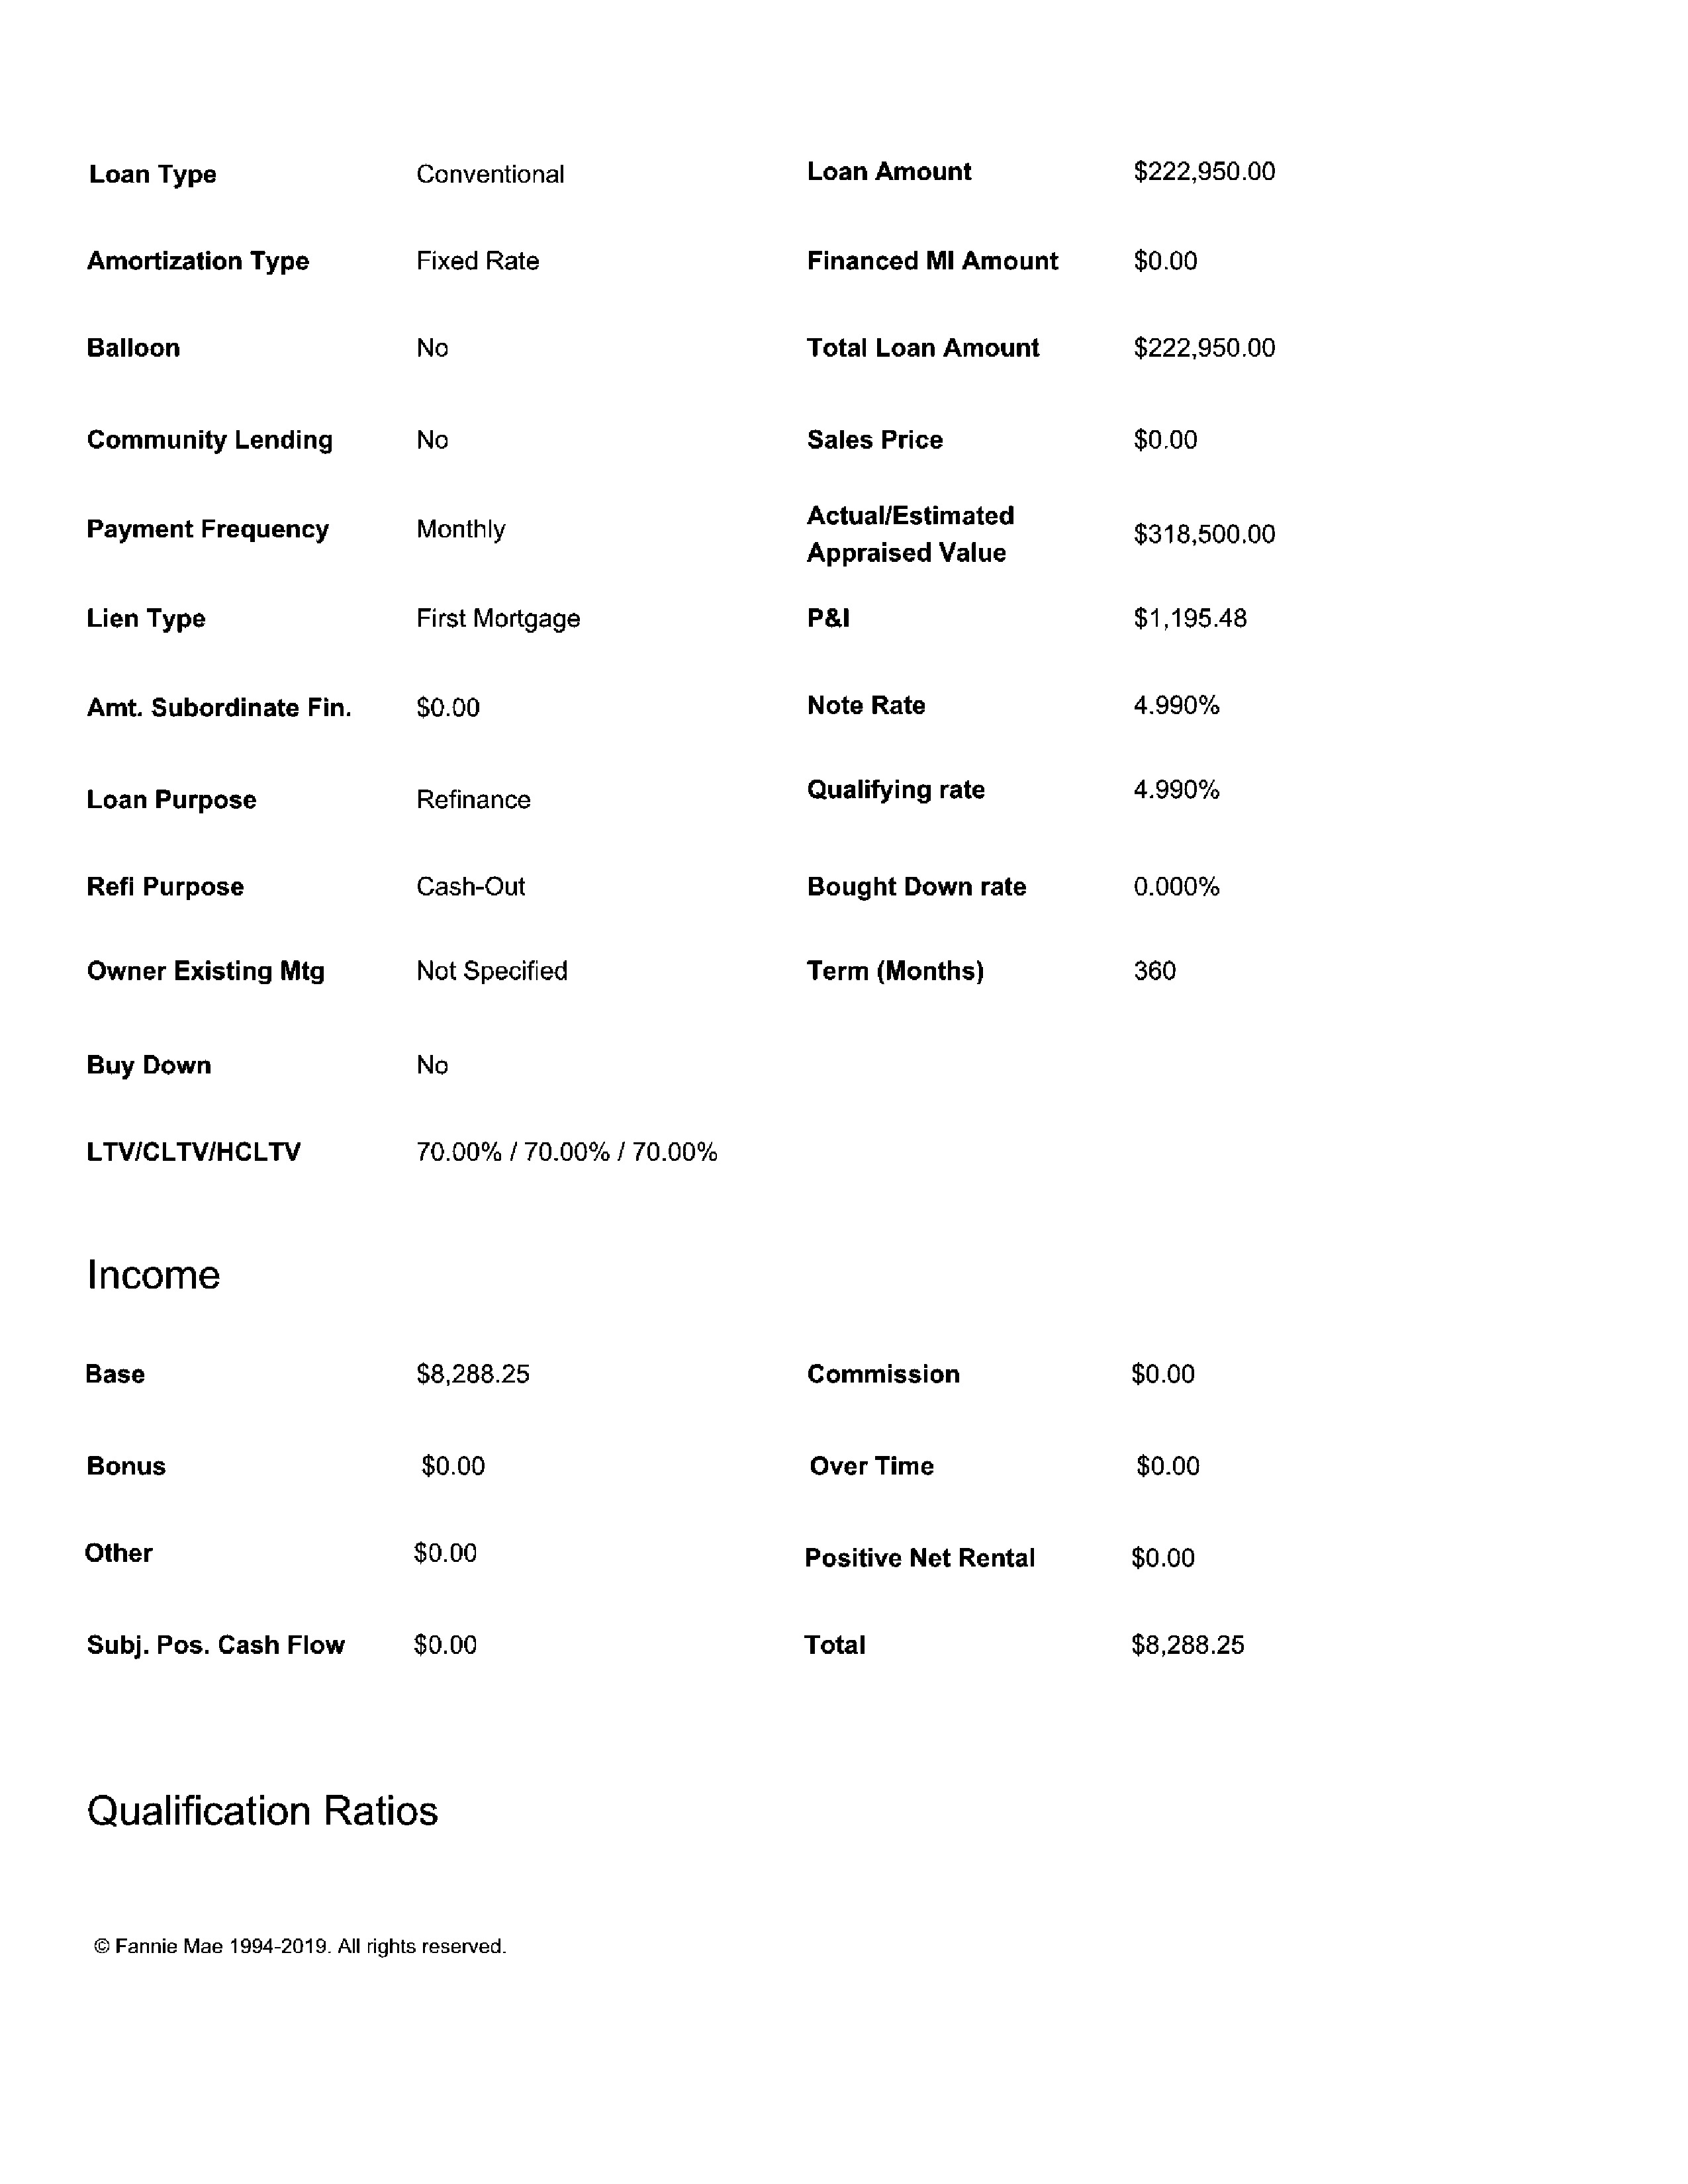 Loan Type Conventional Loan Amount $222,950.00
Amortization Type Fixed Rate Financed MI Amount $0.00
Balloon No Total Loan Amount $222,950.00
Community Lending No Sales Price $0.00
Payment Frequency Monthly Actual/Estimated
Appraised Value $318,500.00
Lien Type First Mortgage P&I $1,195.48
Amt. Subordinate Fin. $0.00 Note Rate 4.990%
Loan Purpose Refinance Qualifying rate 4.990%
Refi Purpose Cash-Out Bought Down rate 0.000%
Owner Existing Mtg Not Specified Term (Months) 360
Buy Down No
LTV/CLTV/HCLTV 70.00% / 70.00% / 70.00%
Income
Base $8,288.25 Commission $0.00
Bonus $0.00 Over Time $0.00
Other $0.00 Positive Net Rental $0.00
Subj. Pos. Cash Flow $0.00 Total $8,288.25
Qualification Ratios
© Fannie Mae 1994-2019. All rights reserved.